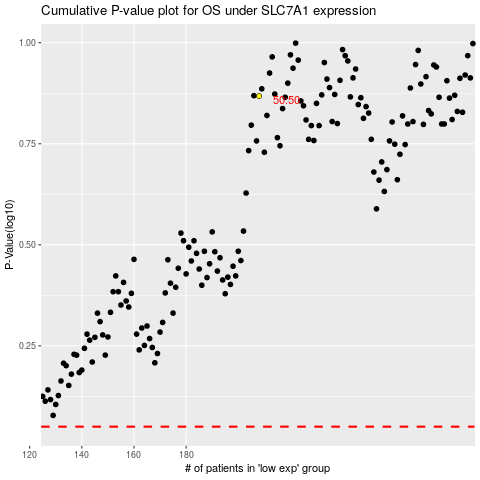 Cumulative P-value plot for OS under SLC7A1 expression
P-Value(log10)
1.00
0.75
0.50
0.25
50:50
120 140 160 180
# of patients in 'low exp' group